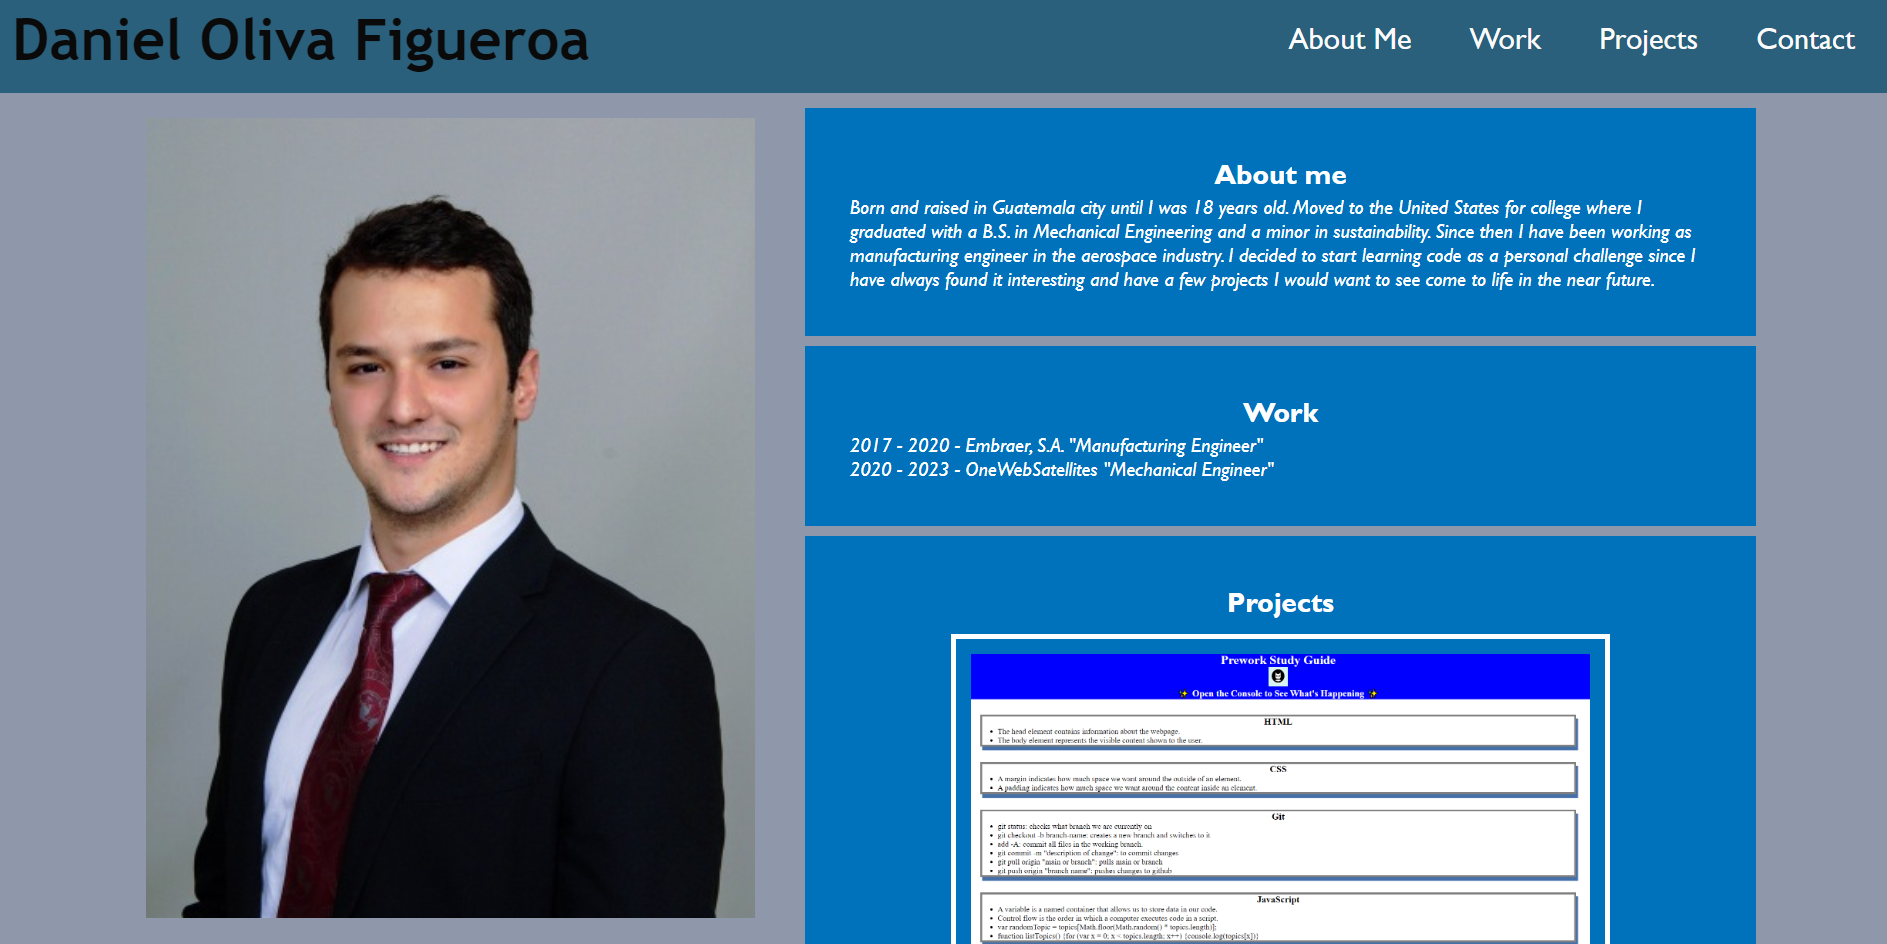 Daniel Oliva Figueroa
About Me Work Projects Contact
About me
Born and raised in Guatemala city until I was 18 years old. Moved to the United States for college where I
graduated with a B.S. in Mechanical Engineering and a minor in sustainability. Since then I have been working as
manufacturing engineer in the aerospace industry. I decided to start learning code as a personal challenge since I
have always found it interesting and have a few projects I would want to see come to life in the near future.
Work
2017 - 2020 - Embraer, S.A. "Manufacturing Engineer"
2020 - 2023 - OneWebSatellites "Mechanical Engineer"
Projects
Prework Study Guide
✨ Open the Console to See What's Happening ✨
HTML
• The head element contains information about the webpage.
• The body element represents the visible content shown to the user.
CSS
• A margin indicates how much space we want around the outside of an element.
• A padding indicates how much space we want around the content inside an element.
Git
• git status: checks what branch we are currently on
• git checkout -b branch-name: creates a new branch and switches to it
• add -A: commit all files in the working branch.
• git commit -m "description of change": to commit changes
• git pull origin "main or branch": pulls main or branch
• git push origin "branch name": pushes changes to github
JavaScript
• A variable is a named container that allows us to store data in our code.
• Control flow is the order in which a computer executes code in a script.
• var randomTopic = topics[Math.floor(Math.random() * topics.length)];
• function listTopics() {for (var x = 0; x < topics.length; x++) {console.log(topics[x])}